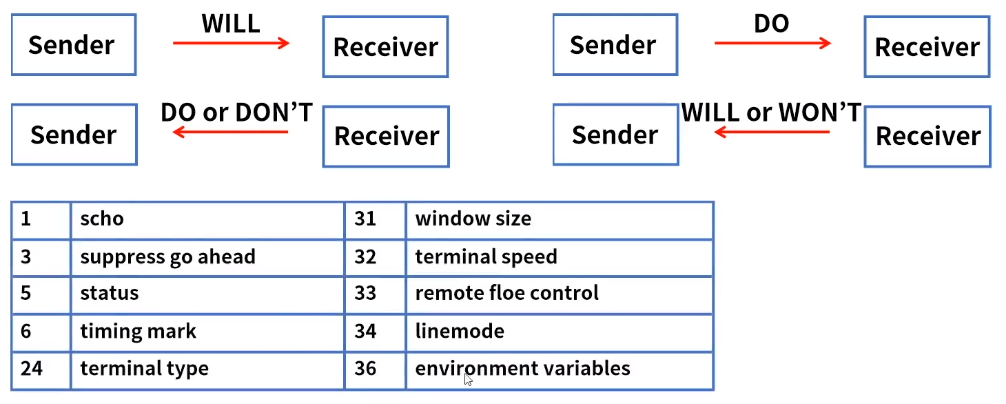 Sender WILL Receiver
Sender DO Receiver
Sender DO or DON'T Receiver
Sender WILL or WON'T Receiver
1 scho 31 window size
3 suppress go ahead 32 terminal speed
5 status 33 remote floe control
6 timing mark 34 linemode
24 terminal type 36 environment variables